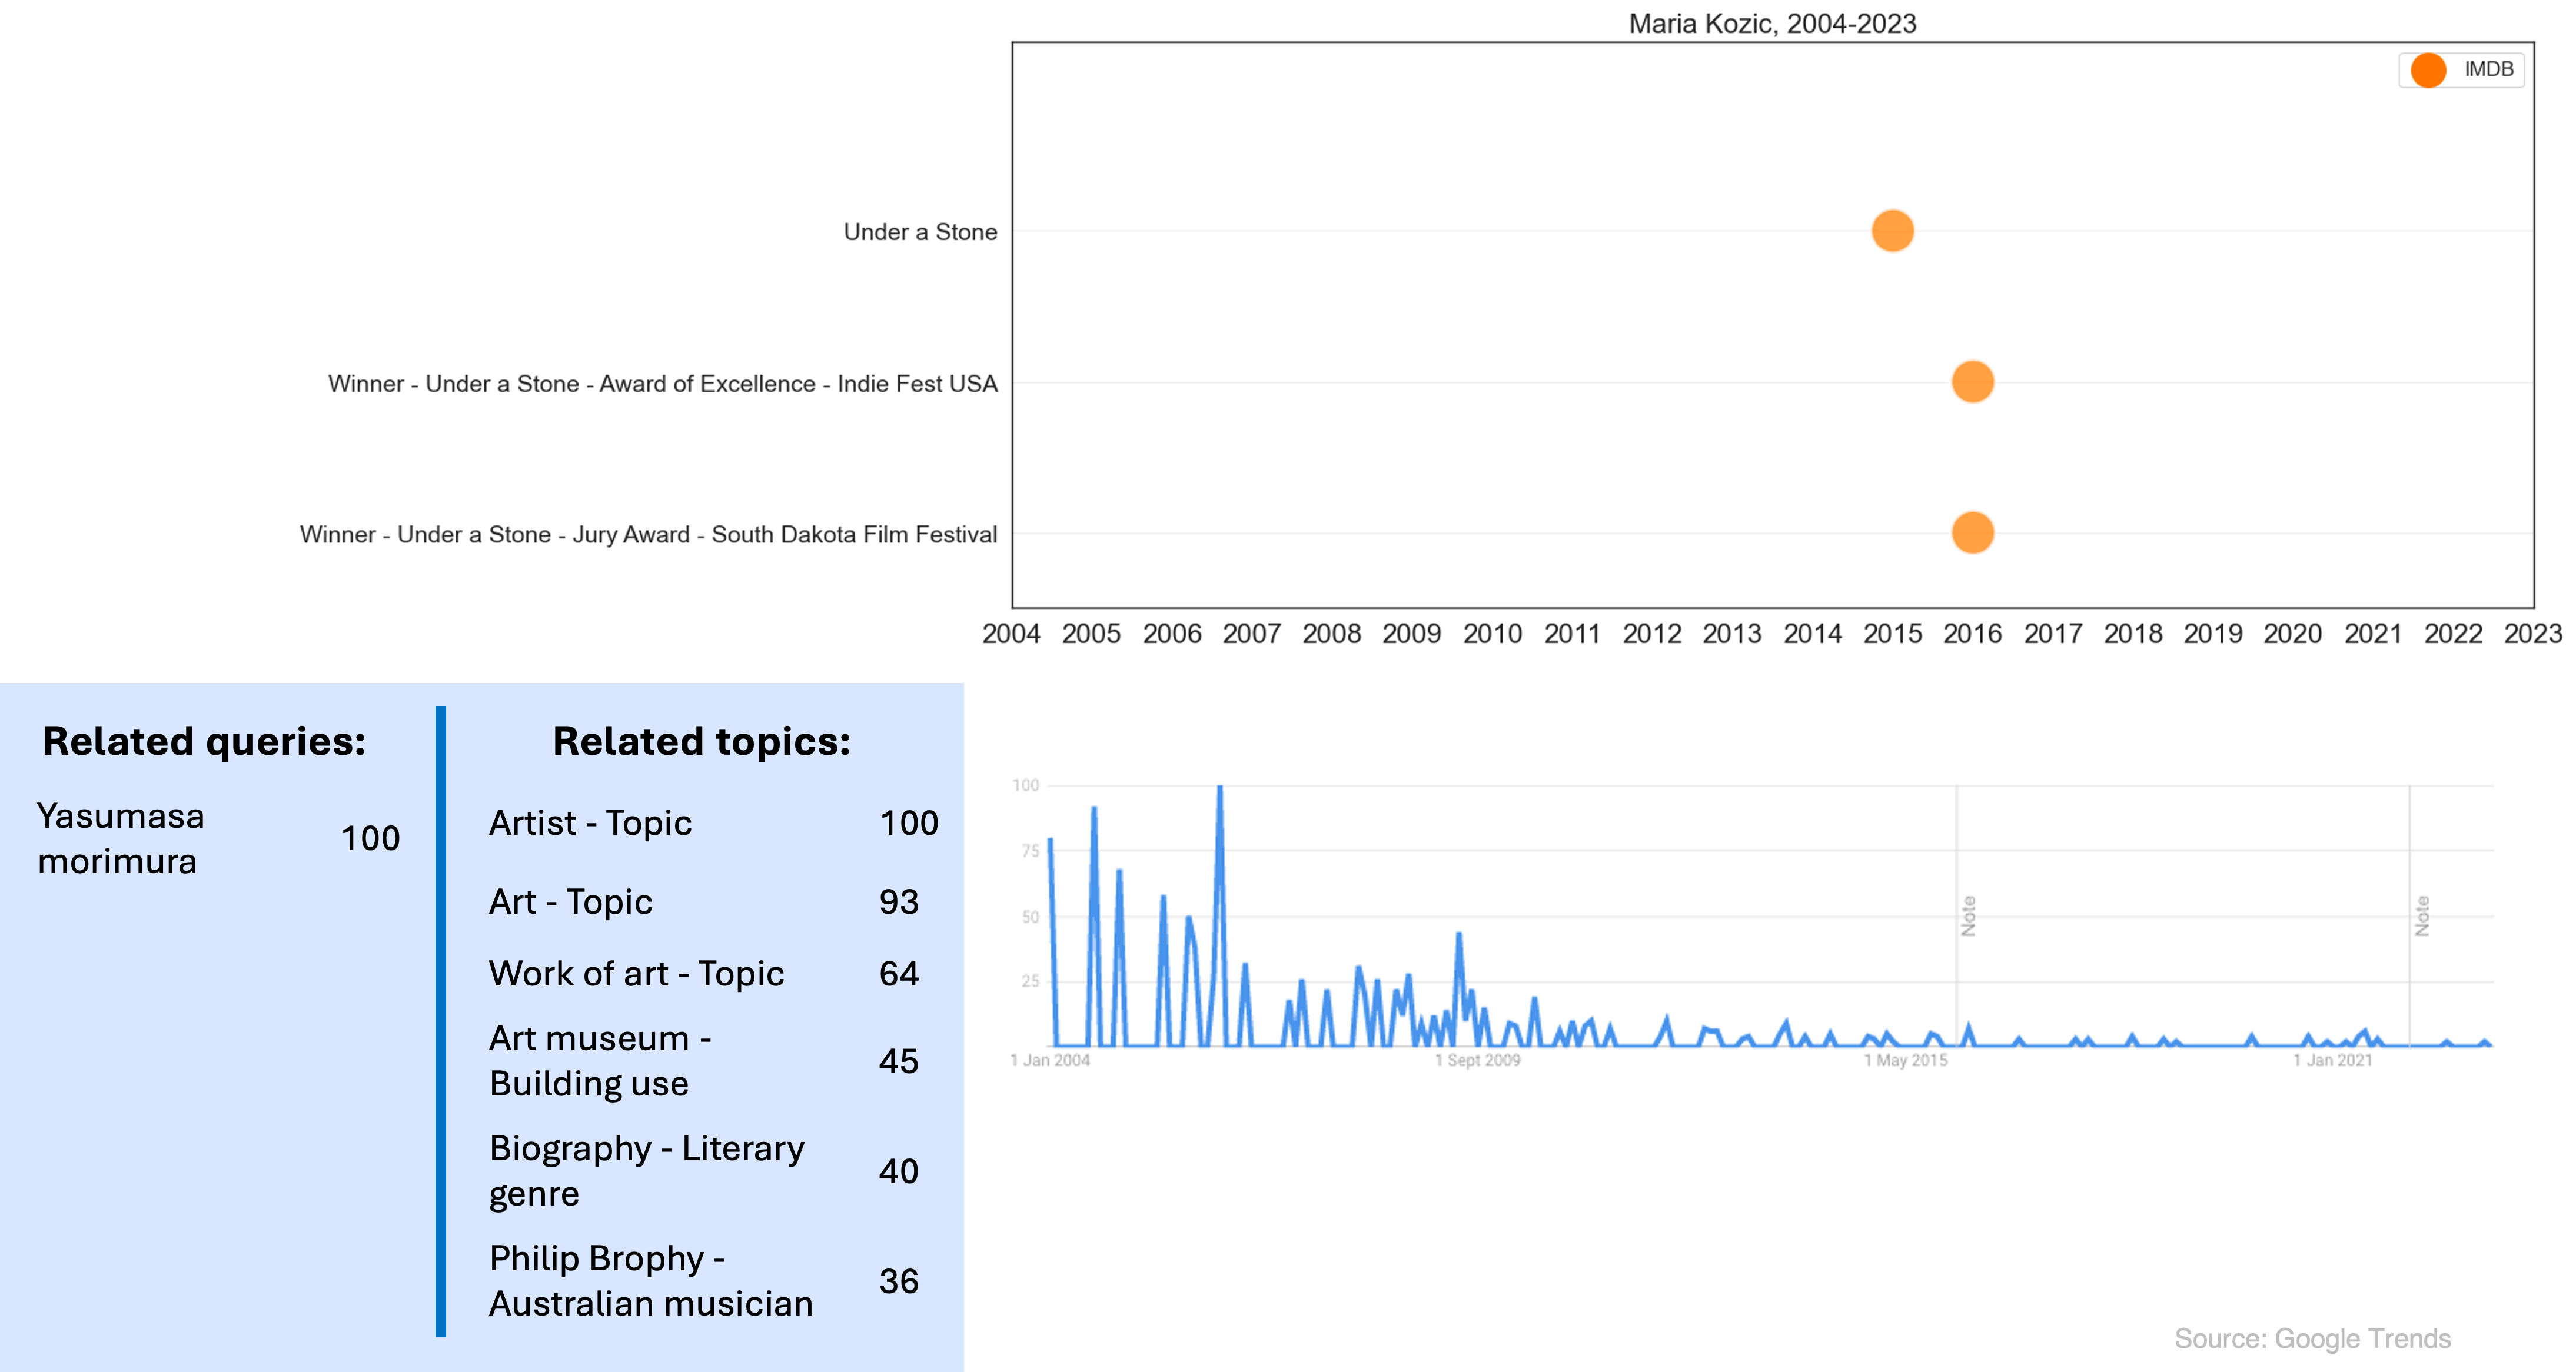 Maria Kozic, 2004-2023
IMDB
Under a Stone
Winner - Under a Stone - Award of Excellence - Indie Fest USA
Winner - Under a Stone - Jury Award - South Dakota Film Festival
2004 2005 2006 2007 2008 2009 2010 2011 2012 2013 2014 2015 2016 2017 2018 2019 2020 2021 2022 2023
Related queries:
Yasumasa
morimura
100
Related topics:
Artist - Topic 100
Art - Topic 93
Work of art - Topic 64
Art museum -
Building use
45
Biography - Literary
genre
40
Philip Brophy -
Australian musician
36
100
75
50
25
Note
Note
1 Jan 2004 1 Sept 2009 1 May 2015 1 Jan 2021
Source: Google Trends